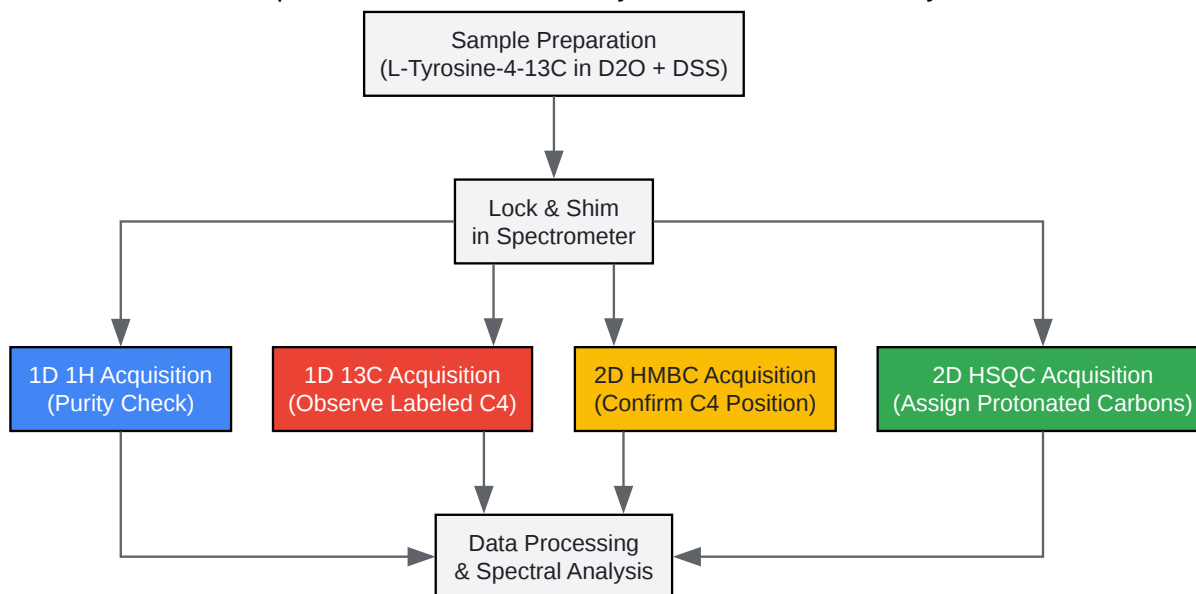 Sample Preparation
(L-Tyrosine-4-13C in D2O + DSS)
Lock & Shim
in Spectrometer
1D 1H Acquisition
(Purity Check)
1D 13C Acquisition
(Observe Labeled C4)
2D HMBC Acquisition
(Confirm C4 Position)
2D HSQC Acquisition
(Assign Protonated Carbons)
Data Processing
& Spectral Analysis